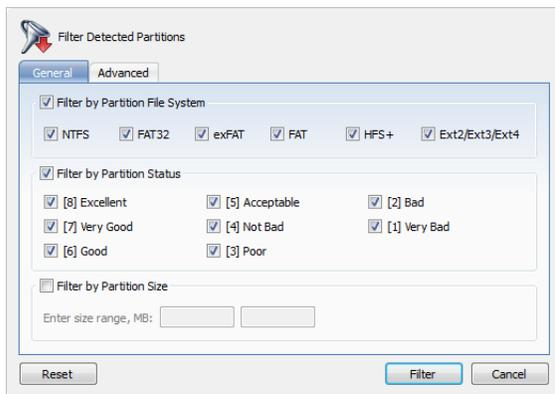 Filter Detected Partitions
General Advanced
Filter by Partition File System
NTFS FAT32 exFAT FAT HFS+ Ext2/Ext3/Ext4
Filter by Partition Status
[8] Excellent [5] Acceptable [2] Bad
[7] Very Good [4] Not Bad [1] Very Bad
[6] Good [3] Poor
Filter by Partition Size
Enter size range, MB:
Reset Filter Cancel